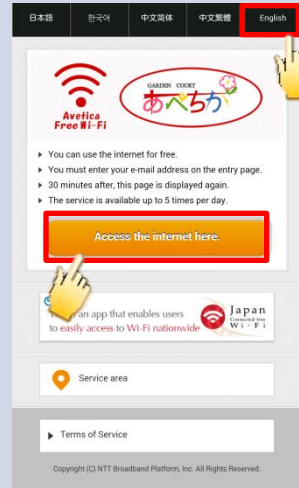 日本語 한국어 中文简体 中文繁體 English
Avetica
Free Wi-Fi
GARDEN COURT
あべちか
You can use the internet for free.
You must enter your e-mail address on the entry page.
30 minutes after, this page is displayed again.
The service is available up to 5 times per day.
Access the internet here.
an app that enables users
to easily access to Wi-Fi nationwide
Japan
Connected-free
Wi-Fi
Service area
Terms of Service
Copyright (C) NTT Broadband Platform, Inc. All Rights Reserved.